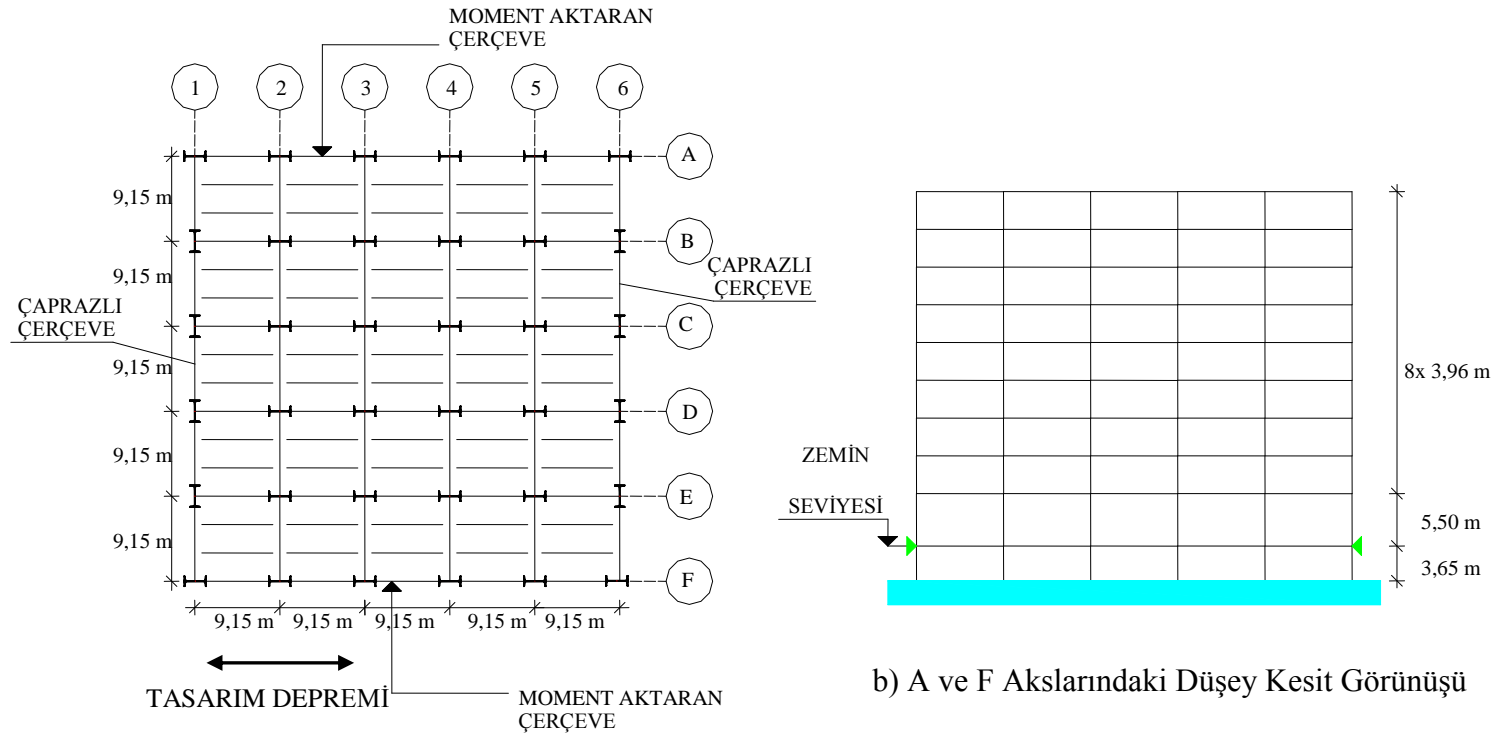 MOMENT AKTARAN
ÇERÇEVE
1
2
3
4
5
6
A
B
C
D
E
F
9,15 m
9,15 m
9,15 m
9,15 m
9,15 m
ÇAPRAZLI
ÇERÇEVE
ÇAPRAZLI
ÇERÇEVE
9,15 m
9,15 m
9,15 m
9,15 m
9,15 m
TASARIM DEPREMİ
MOMENT AKTARAN
ÇERÇEVE
ZEMİN
SEVİYESİ
8x 3,96 m
5,50 m
3,65 m
b) A ve F Akslarındaki Düşey Kesit Görünüşü